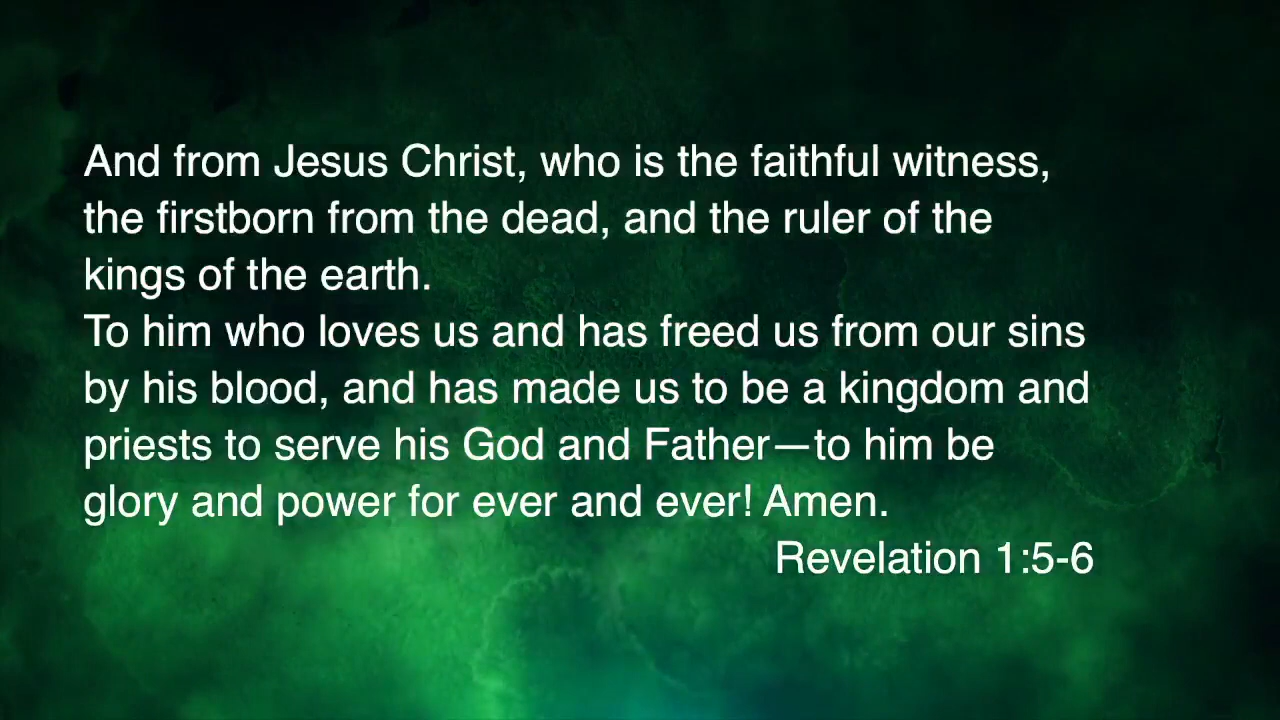 And from Jesus Christ, who is the faithful witness,
the firstborn from the dead, and the ruler of the
kings of the earth.
To him who loves us and has freed us from our sins
by his blood, and has made us to be a kingdom and
priests to serve his God and Father—to him be
glory and power for ever and ever! Amen.
Revelation 1:5-6